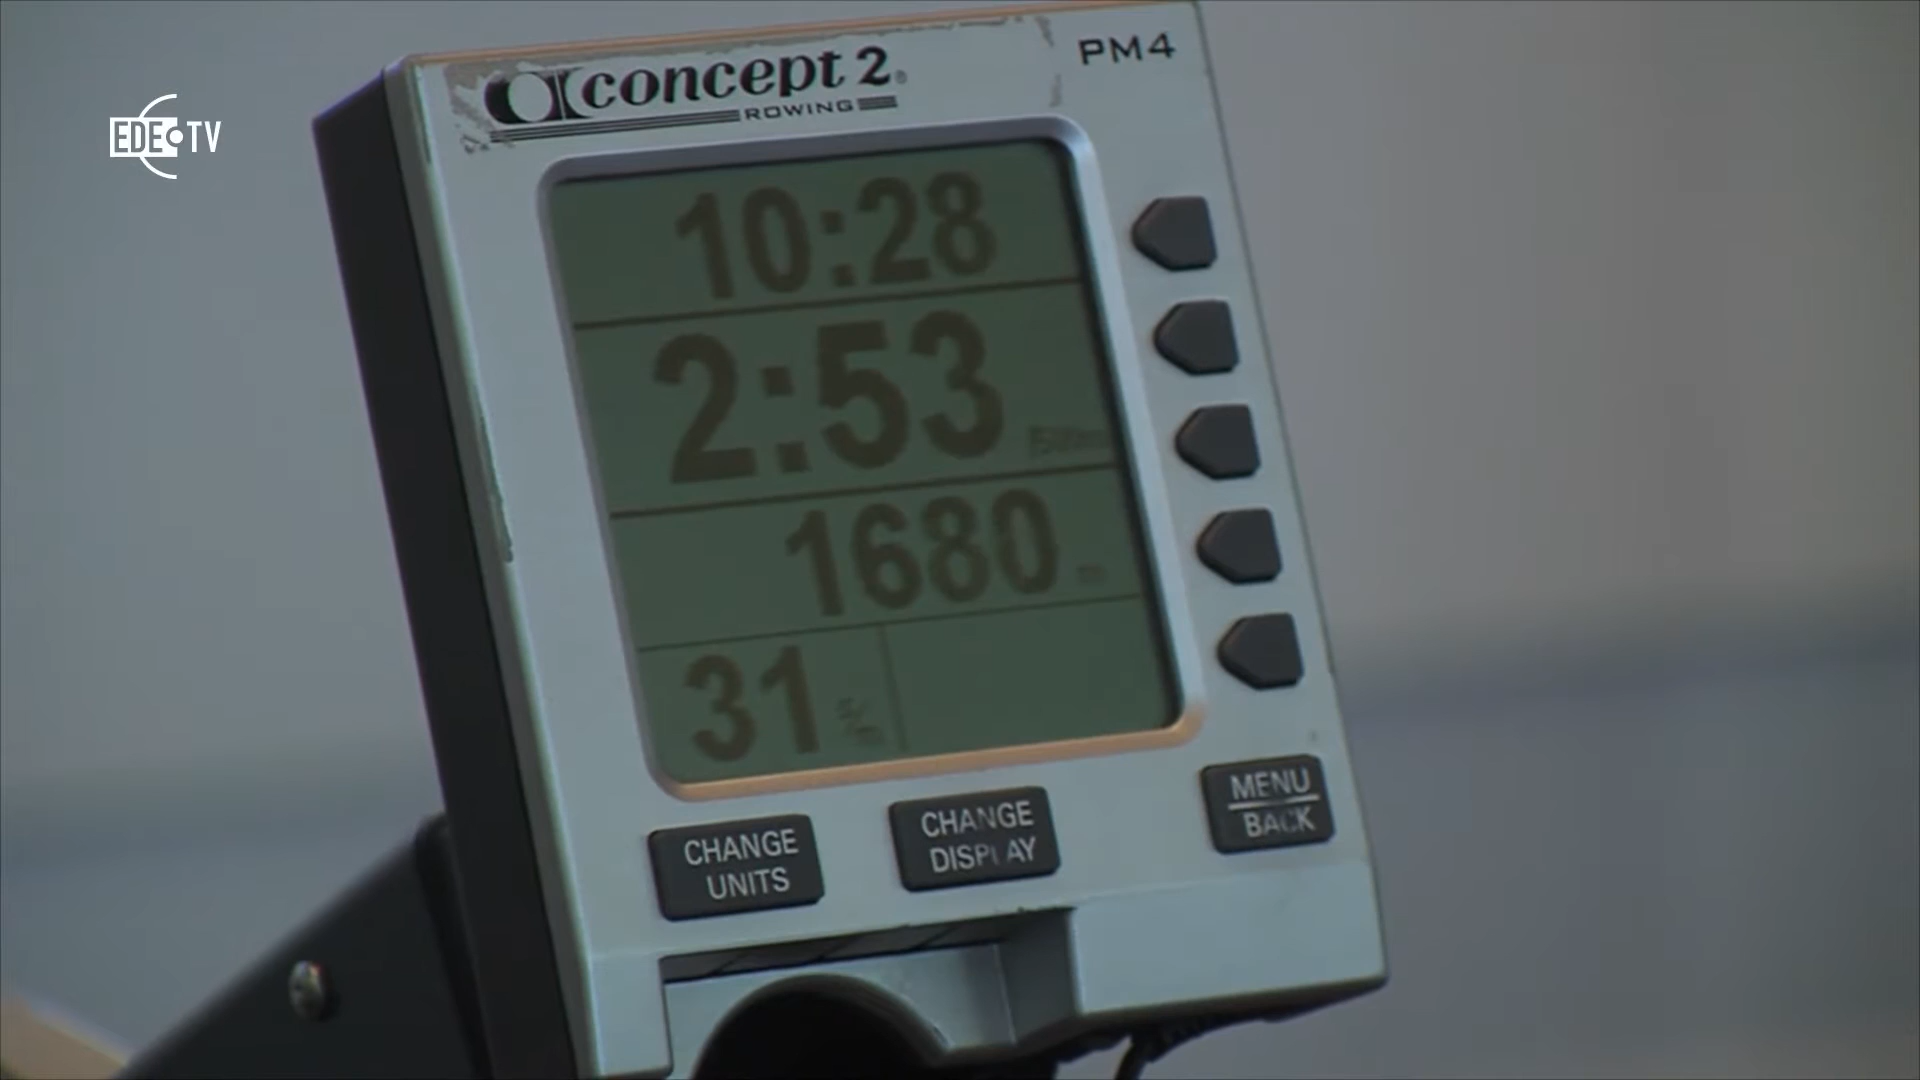 EDE TV
concept 2® PM4
ROWING
10:28
2:53
1680 m
31
CHANGE UNITS
CHANGE DISPLAY
MENU
BACK